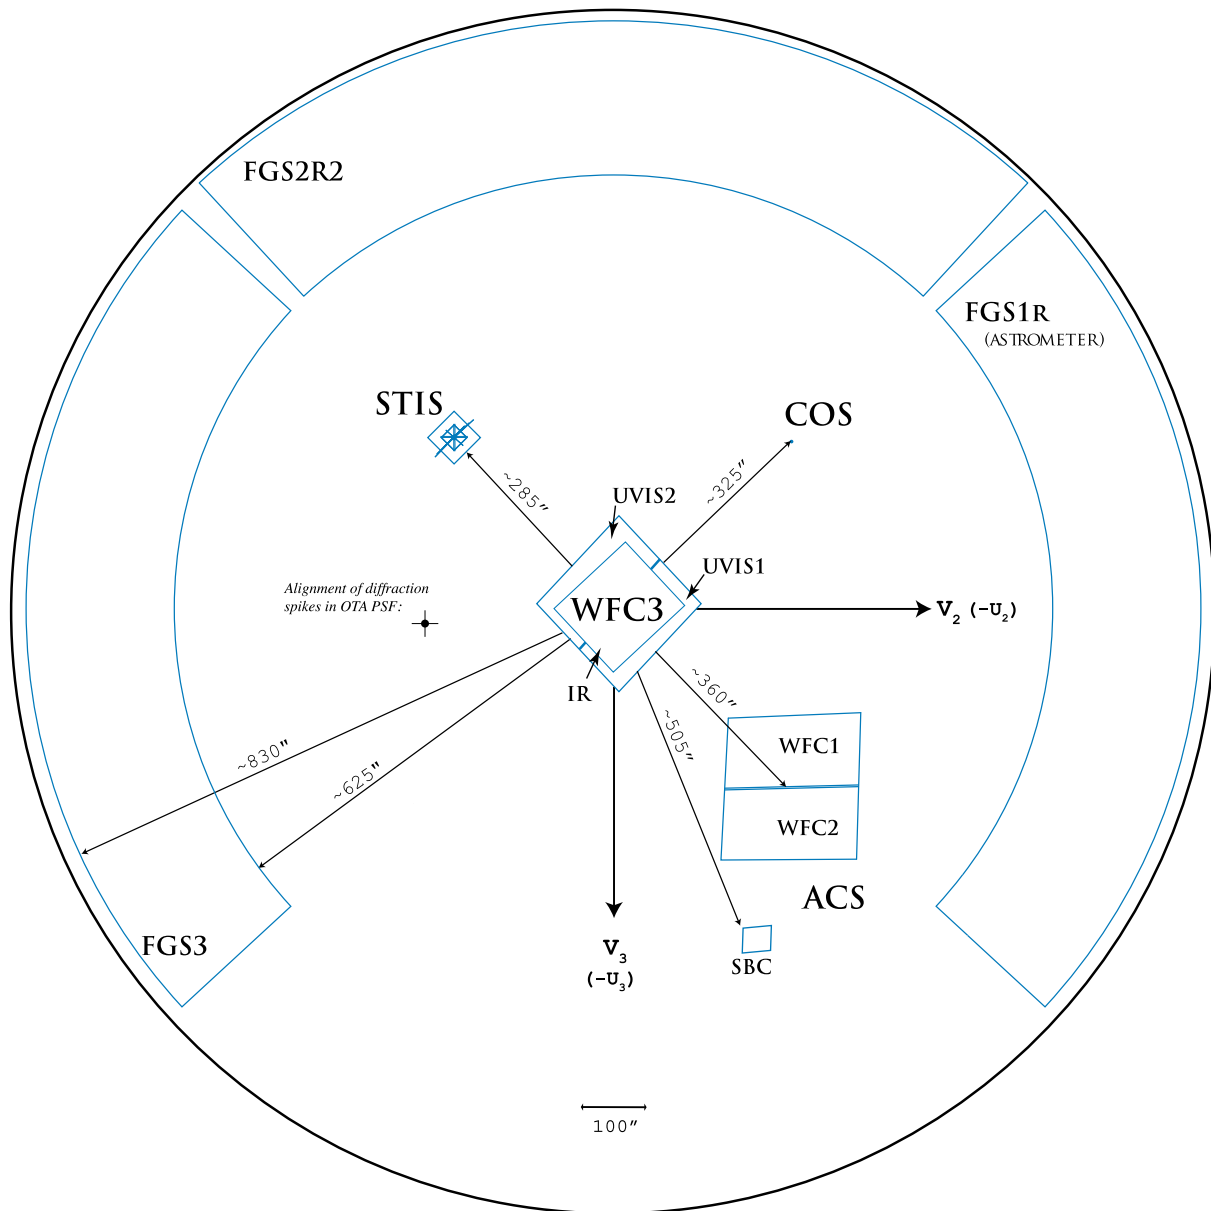 FGS2R2
FGS1R
(ASTROMETER)
STIS
COS
~285″
~325″
UVIS2
UVIS1
Alignment of diffraction
spikes in OTA PSF:
WFC3
V₂ (-U₂)
IR
~360″
~505″
WFC1
~830″
~625″
WFC2
ACS
FGS3
V₃
(-U₃)
SBC
100″